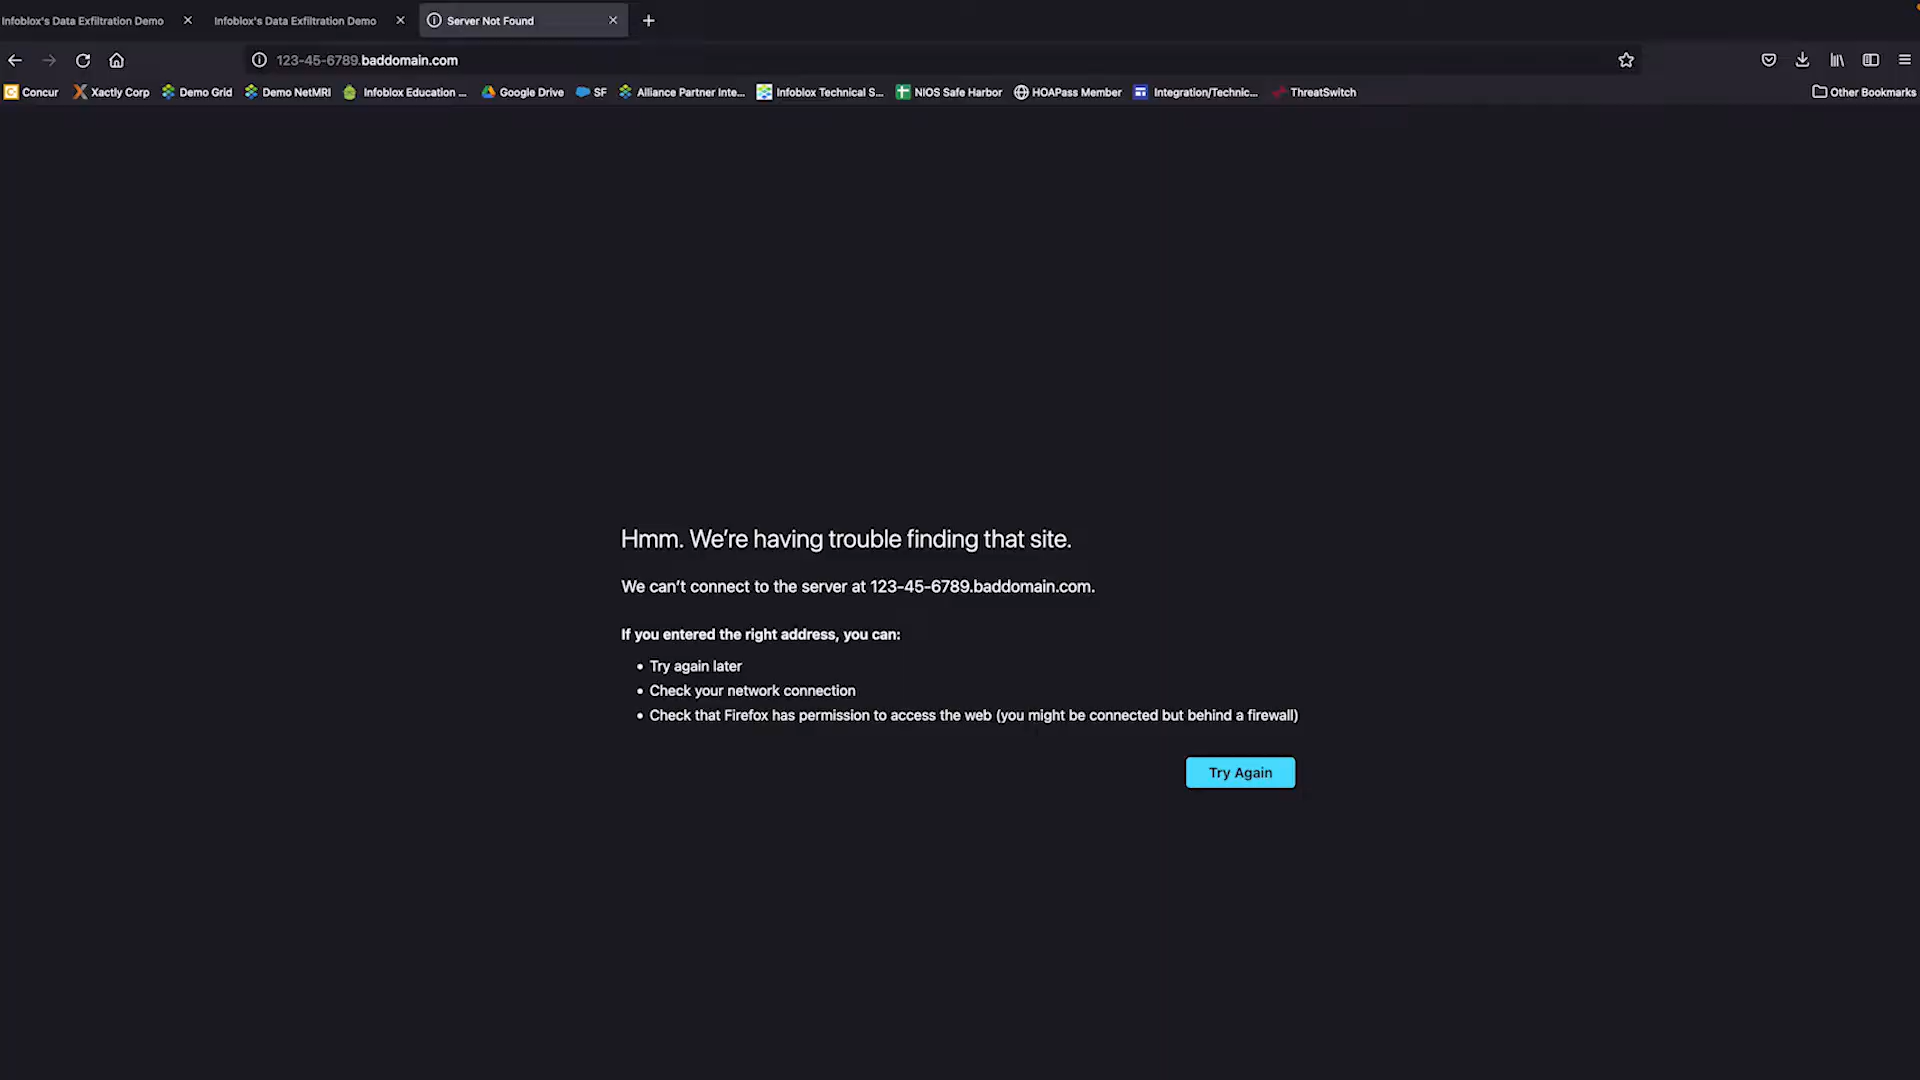 Infoblox's Data Exfiltration Demo
Infoblox's Data Exfiltration Demo
Server Not Found
123-45-6789.baddomain.com
Concur
Xactly Corp
Demo Grid
Demo NetMRI
Infoblox Education ...
Google Drive
SF
Alliance Partner Inte...
Infoblox Technical S...
NIOS Safe Harbor
HOAPass Member
Integration/Technic...
ThreatSwitch
Other Bookmarks
Hmm. We're having trouble finding that site.
We can't connect to the server at 123-45-6789.baddomain.com.
If you entered the right address, you can:
• Try again later
• Check your network connection
• Check that Firefox has permission to access the web (you might be connected but behind a firewall)
Try Again